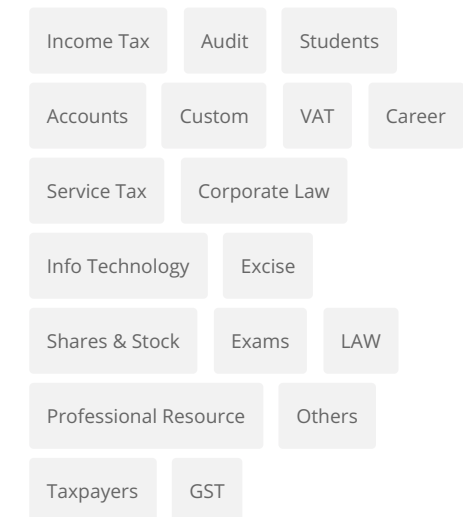 Income Tax Audit Students
Accounts Custom VAT Career
Service Tax Corporate Law
Info Technology Excise
Shares & Stock Exams LAW
Professional Resource Others
Taxpayers GST